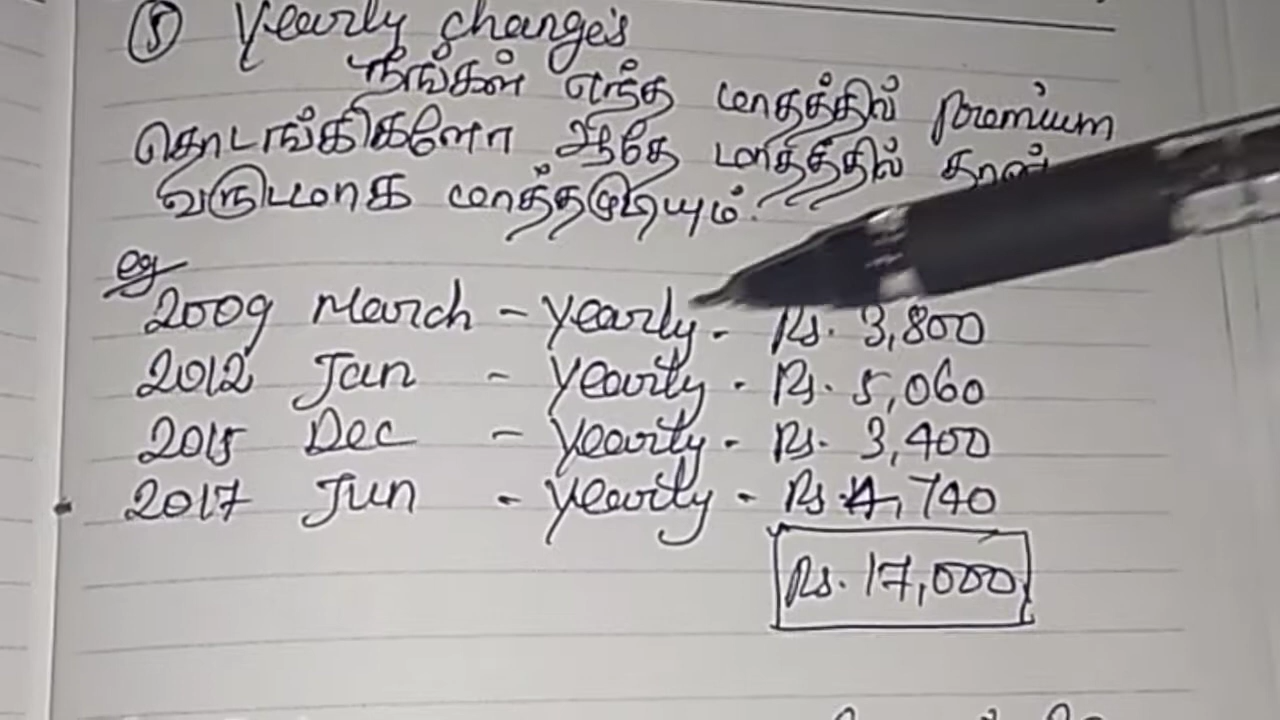 ⑤ Yearly change's
நீங்கள் எந்த மாதத்தில் Premium
தொடங்கிகளோ அதே மாதத்தில் தான்
வருடமாக மாத்தமுடியும்.
eg
2009 March - Yearly - Rs. 3,800
2012 Jan - Yearly - Rs. 5,060
2015 Dec - Yearly - Rs. 3,400
2017 Jun - Yearly - Rs 4,740
Rs. 17,000